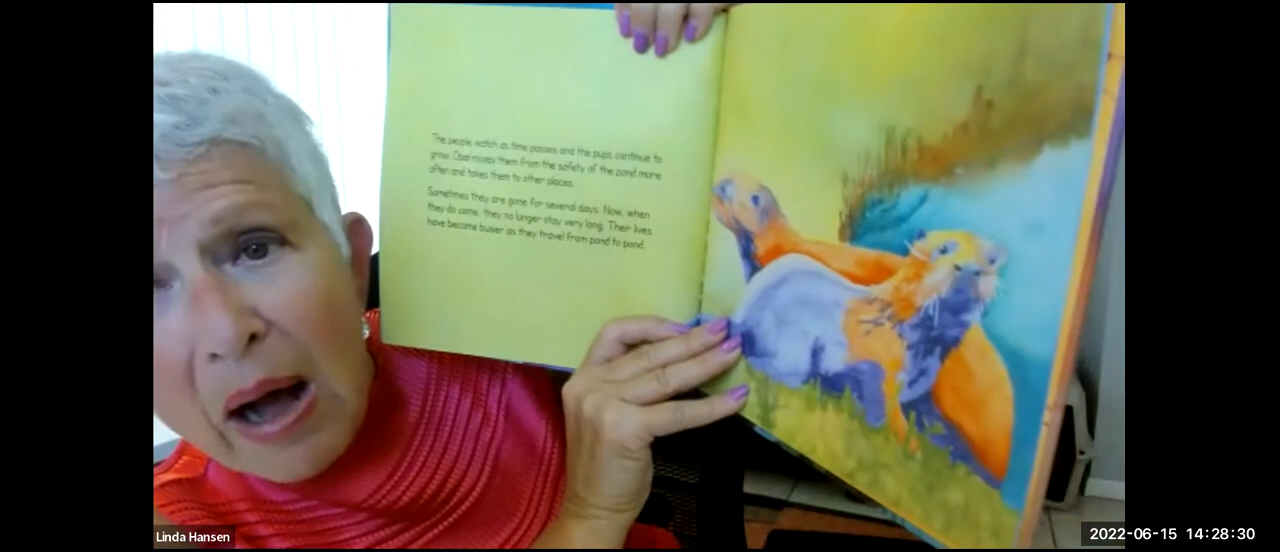 The people watch as time passes and the pups continue to
grow. Opal moves them from the safety of the pond more
often and takes them to other places.
Sometimes they are gone for several days. Now, when
they do come, they no longer stay very long. Their lives
have become busier as they travel from pond to pond.
Linda Hansen
2022-06-15 14:28:30